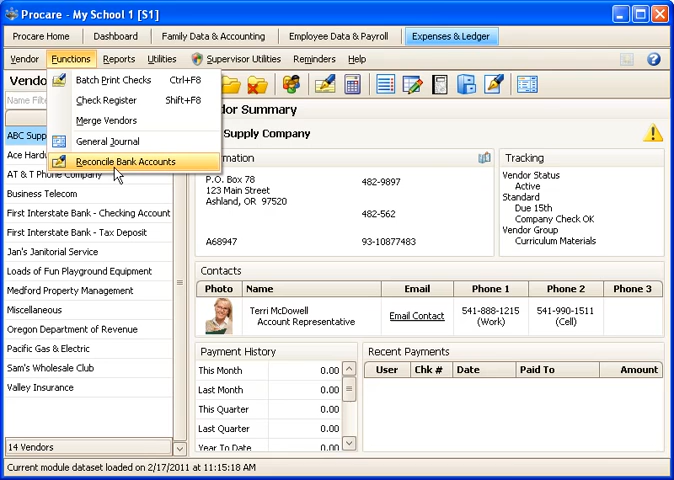 Procare - My School 1 [S1]
Procare Home
Dashboard
Family Data & Accounting
Employee Data & Payroll
Expenses & Ledger
Vendor
Functions
Reports
Utilities
Supervisor Utilities
Reminders
Help
Batch Print Checks Ctrl+F8
Check Register Shift+F8
Merge Vendors
General Journal
Reconcile Bank Accounts
Vendo
Name Filte
ABC Supp
Ace Hardw
AT & T Phone Company
Business Telecom
First Interstate Bank - Checking Account
First Interstate Bank - Tax Deposit
Jan's Janitorial Service
Loads of Fun Playground Equipment
Medford Property Management
Miscellaneous
Oregon Department of Revenue
Pacific Gas & Electric
Sam's Wholesale Club
Valley Insurance
14 Vendors
ndor Summary
Supply Company
ormation
P.O. Box 78
123 Main Street
Ashland, OR 97520
482-9897
482-562
A68947
93-10877483
Tracking
Vendor Status
Active
Standard
Due 15th
Company Check OK
Vendor Group
Curriculum Materials
Contacts
Photo Name Email Phone 1 Phone 2 Phone 3
Terri McDowell
Account Representative
Email Contact
541-888-1215
(Work)
541-990-1511
(Cell)
Payment History
This Month 0.00
Last Month 0.00
This Quarter 0.00
Last Quarter 0.00
Year To Date 0.00
Recent Payments
User Chk # Date Paid To Amount
Current module dataset loaded on 2/17/2011 at 11:15:18 AM